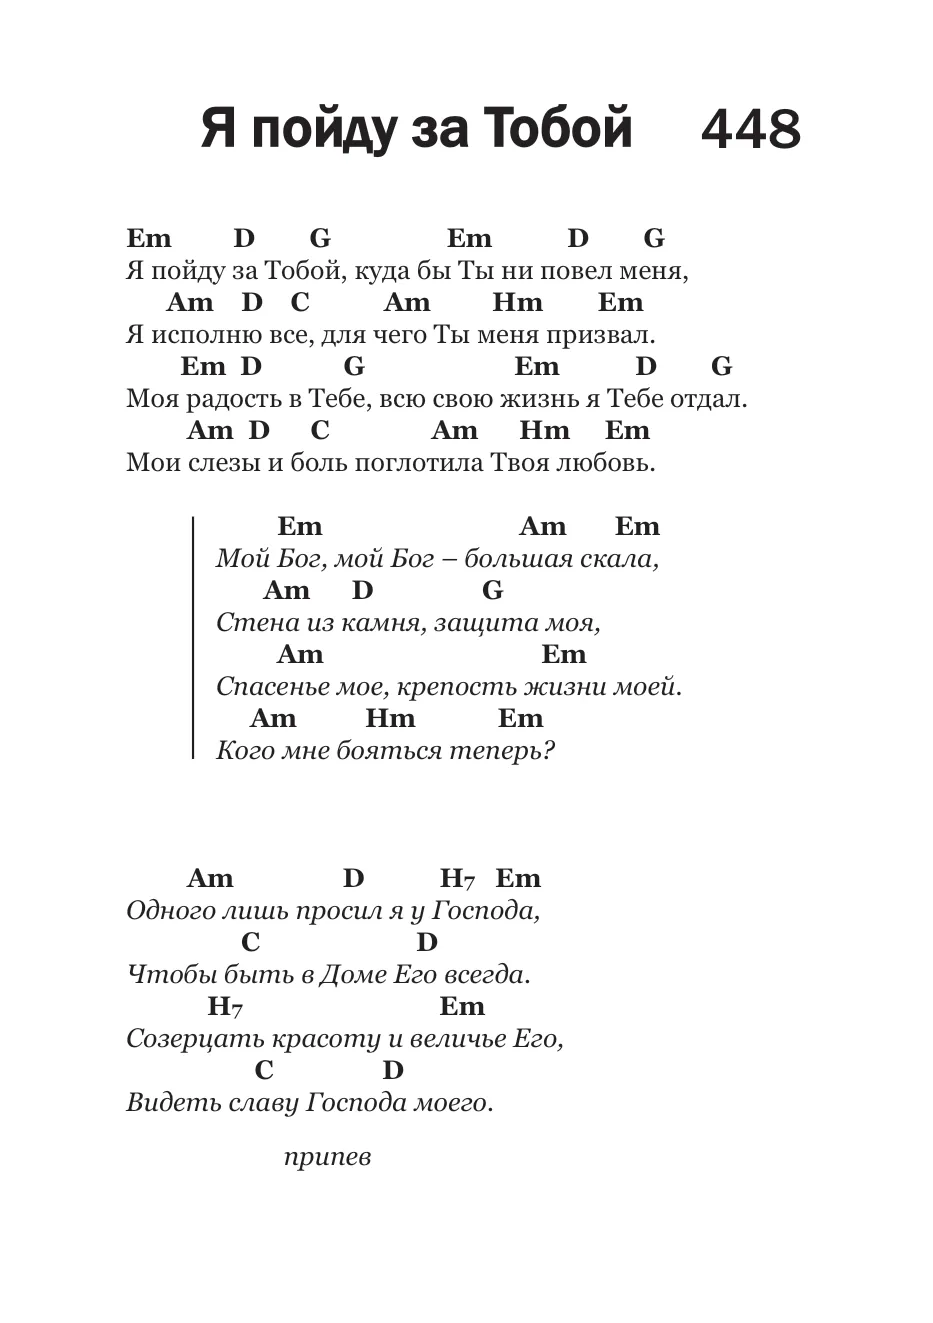 Я пойду за Тобой 448
Em D G Em D G
Я пойду за Тобой, куда бы Ты ни повел меня,
Am D C Am Hm Em
Я исполню все, для чего Ты меня призвал.
Em D G Em D G
Моя радость в Тебе, всю свою жизнь я Тебе отдал.
Am D C Am Hm Em
Мои слезы и боль поглотила Твоя любовь.
Em Am Em
Мой Бог, мой Бог – большая скала,
Am D G
Стена из камня, защита моя,
Am Em
Спасенье мое, крепость жизни моей.
Am Hm Em
Кого мне бояться теперь?
Am D H7 Em
Одного лишь просил я у Господа,
C D
Чтобы быть в Доме Его всегда.
H7 Em
Созерцать красоту и величье Его,
C D
Видеть славу Господа моего.
припев